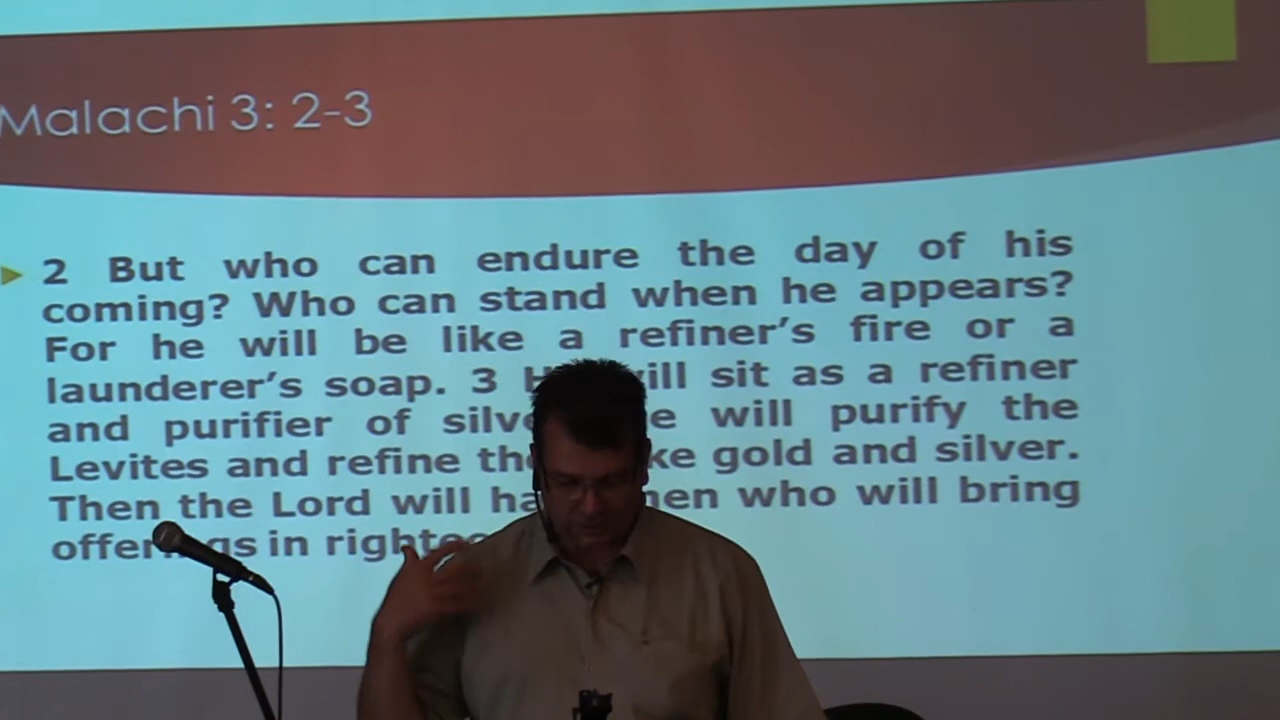 Malachi 3: 2-3
2 But who can endure the day of his
coming? Who can stand when he appears?
For he will be like a refiner's fire or a
launderer's soap. 3 will sit as a refiner
and purifier of will purify the
Levites and refine gold and silver.
Then the Lord will who will bring
offerings in